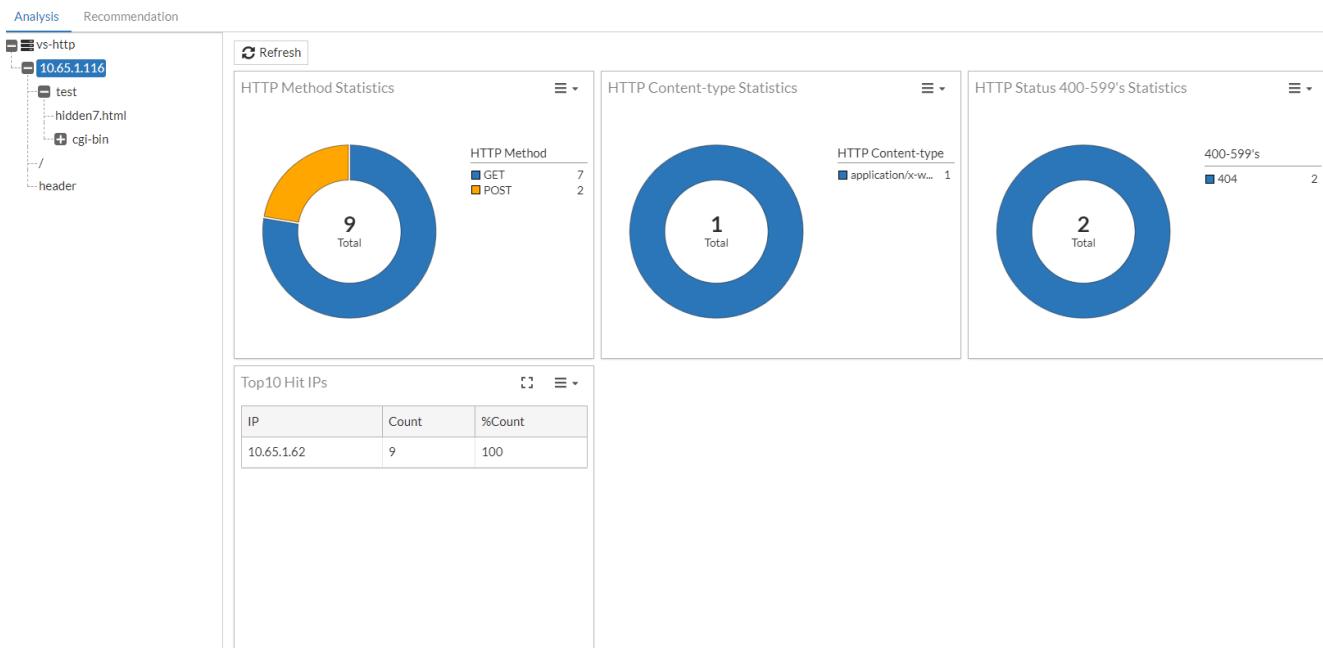 Analysis Recommendation
vs-http
10.65.1.116
test
hidden7.html
cgi-bin
/
header
Refresh
HTTP Method Statistics
HTTP Method
GET 7
POST 2
9
Total
HTTP Content-type Statistics
HTTP Content-type
application/x-w... 1
1
Total
HTTP Status 400-599's Statistics
400-599's
404 2
2
Total
Top10 Hit IPs
IP Count %Count
10.65.1.62 9 100